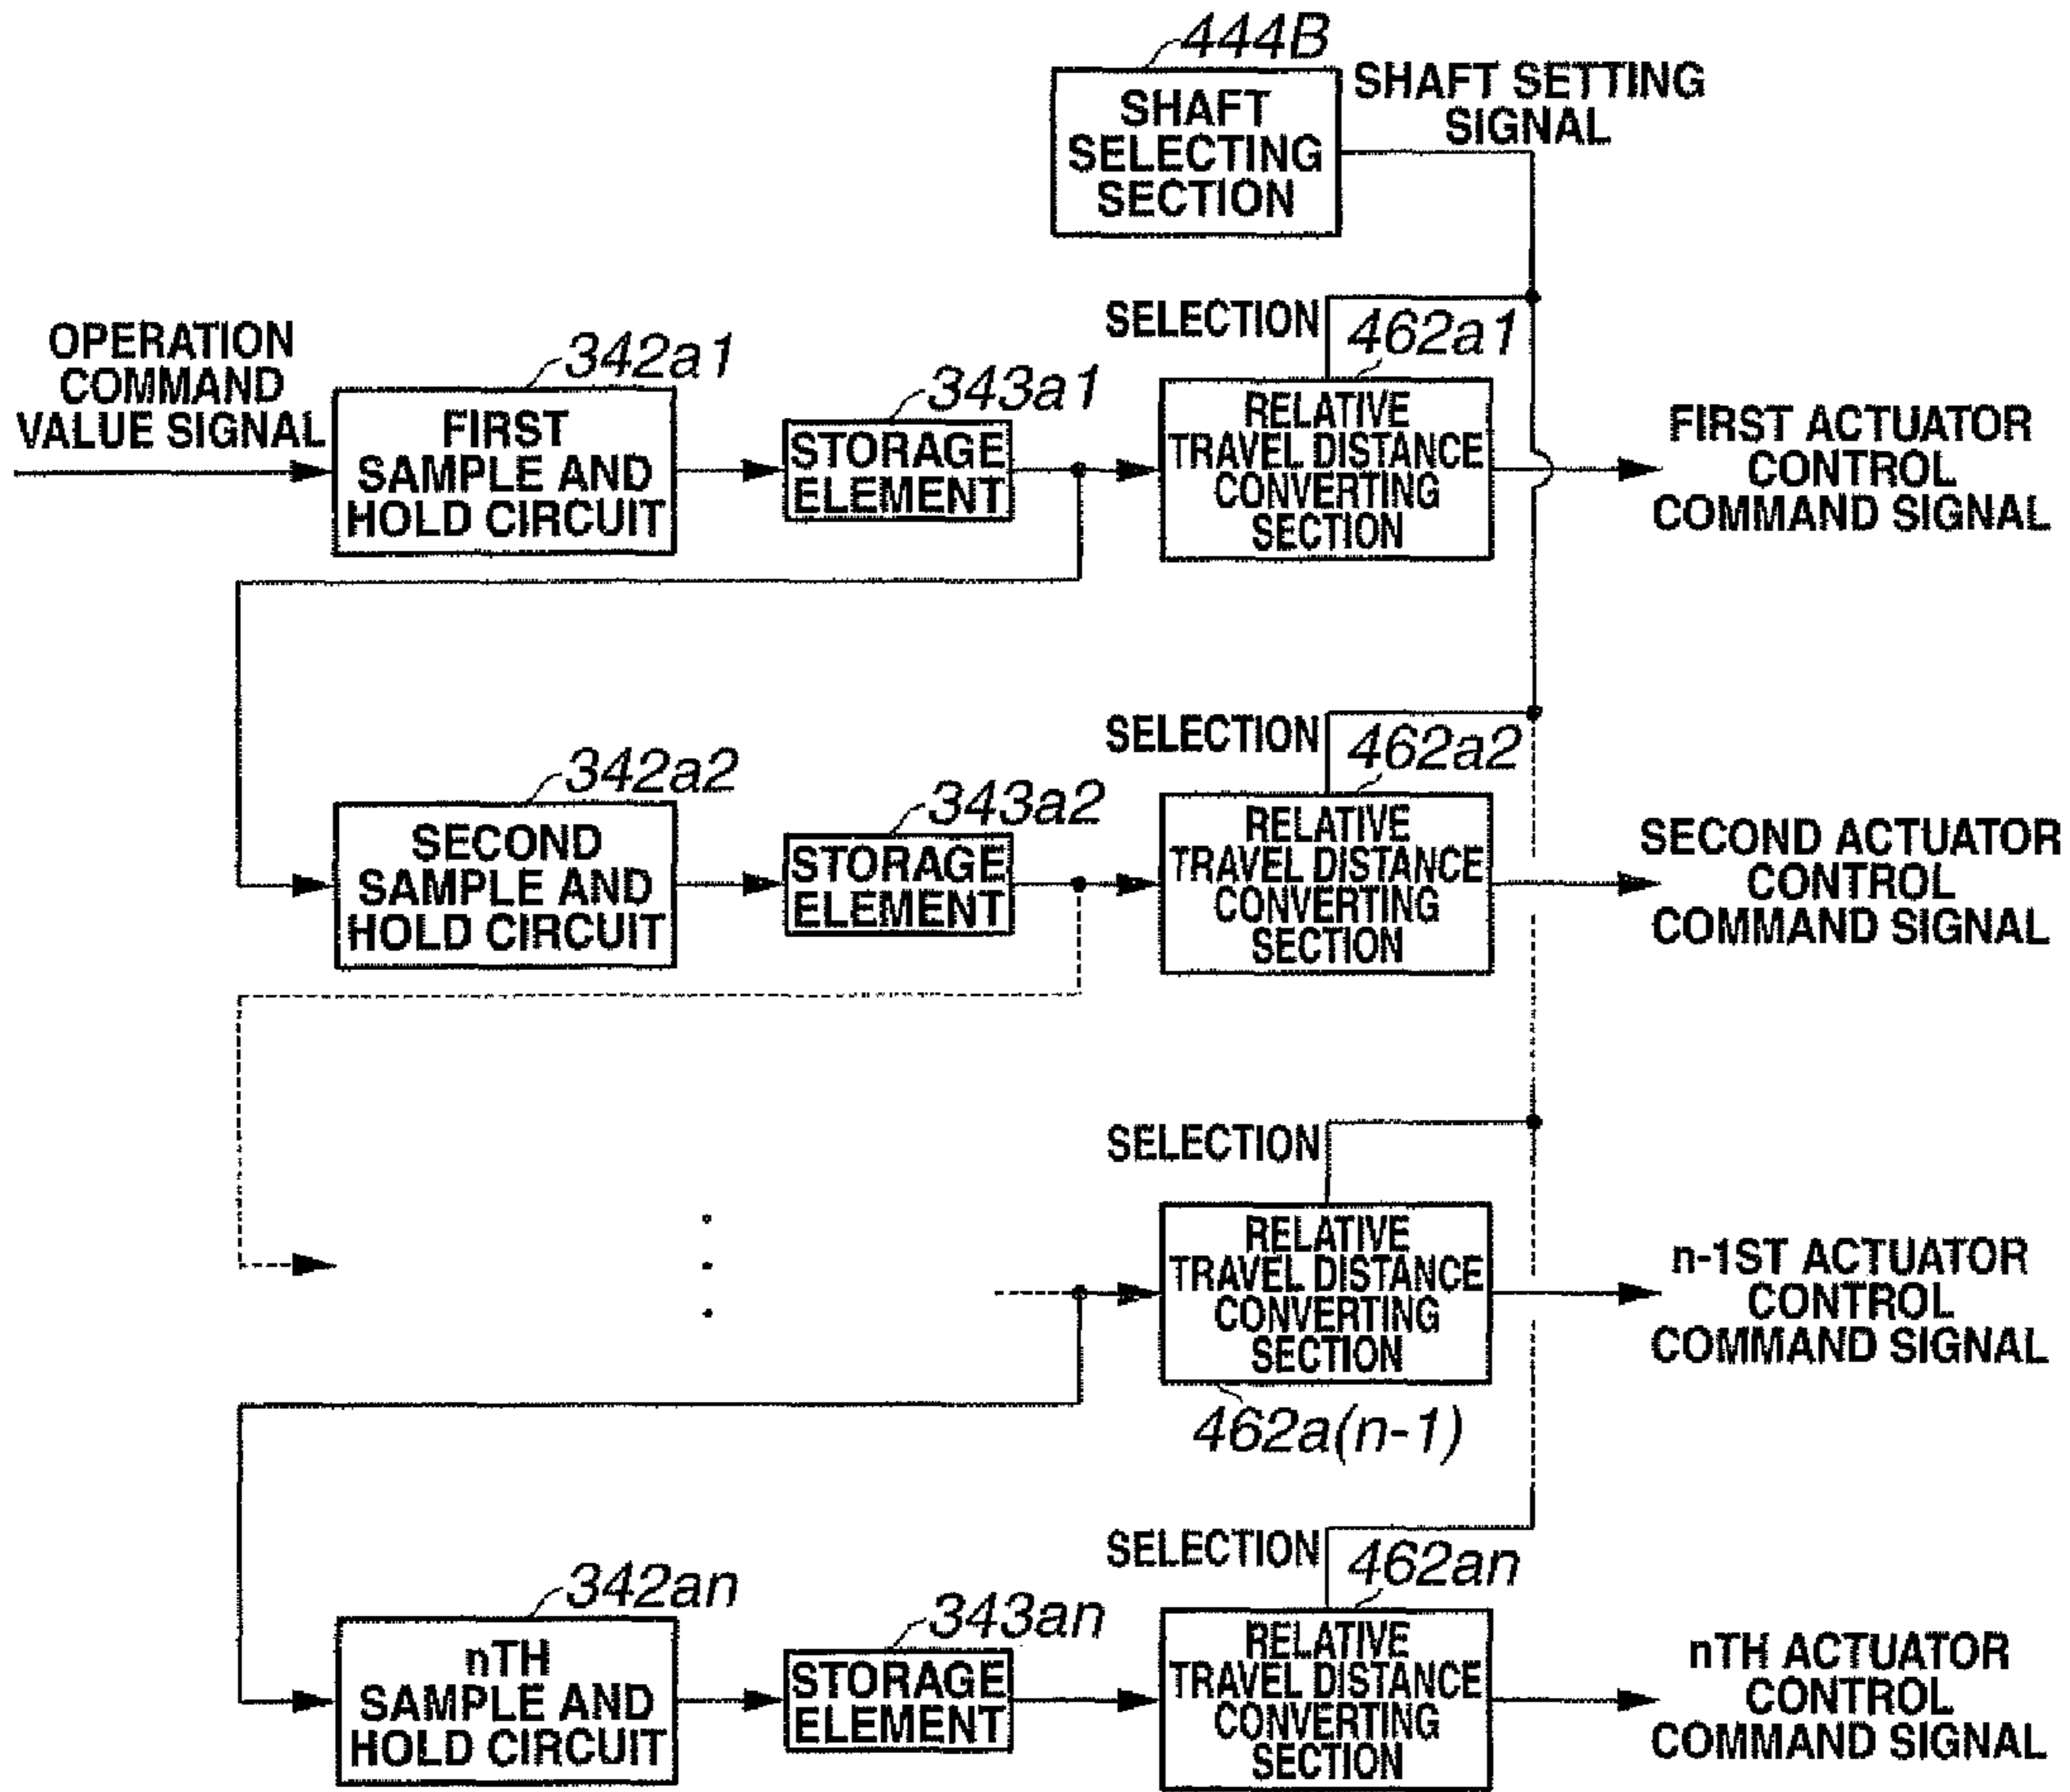 444B
SHAFT
SELECTING
SECTION
SHAFT SETTING
SIGNAL
OPERATION
COMMAND
VALUE SIGNAL
342a1
FIRST
SAMPLE AND
HOLD CIRCUIT
343a1
STORAGE
ELEMENT
SELECTION
462a1
RELATIVE
TRAVEL DISTANCE
CONVERTING
SECTION
FIRST ACTUATOR
CONTROL
COMMAND SIGNAL
342a2
SECOND
SAMPLE AND
HOLD CIRCUIT
343a2
STORAGE
ELEMENT
SELECTION
462a2
RELATIVE
TRAVEL DISTANCE
CONVERTING
SECTION
SECOND ACTUATOR
CONTROL
COMMAND SIGNAL
SELECTION
RELATIVE
TRAVEL DISTANCE
CONVERTING
SECTION
462a(n-1)
n-1ST ACTUATOR
CONTROL
COMMAND SIGNAL
342an
nTH
SAMPLE AND
HOLD CIRCUIT
343an
STORAGE
ELEMENT
SELECTION
462an
RELATIVE
TRAVEL DISTANCE
CONVERTING
SECTION
nTH ACTUATOR
CONTROL
COMMAND SIGNAL